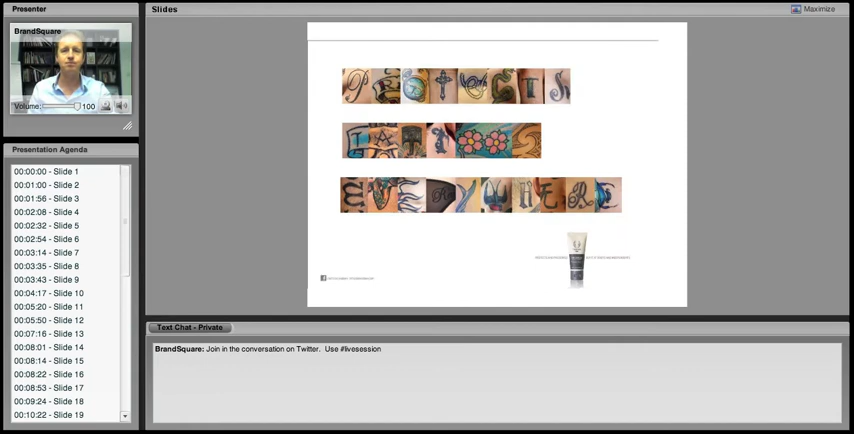 Presenter
BrandSquare
Volume: 100
Presentation Agenda
00:00:00 - Slide 1
00:01:00 - Slide 2
00:01:56 - Slide 3
00:02:08 - Slide 4
00:02:32 - Slide 5
00:02:54 - Slide 6
00:03:14 - Slide 7
00:03:35 - Slide 8
00:03:43 - Slide 9
00:04:17 - Slide 10
00:05:20 - Slide 11
00:05:50 - Slide 12
00:07:16 - Slide 13
00:08:01 - Slide 14
00:08:14 - Slide 15
00:08:22 - Slide 16
00:08:53 - Slide 17
00:09:24 - Slide 18
00:10:22 - Slide 19
Slides
Maximize
PROTECTS
TATTOOS
EVERYWHERE
Text Chat - Private
BrandSquare: Join in the conversation on Twitter. Use #livesession